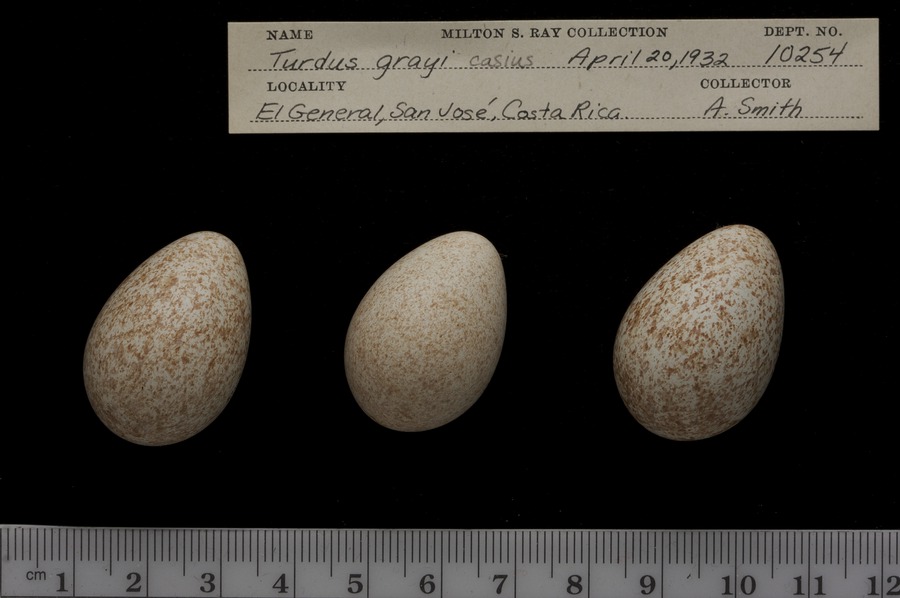 NAME MILTON S. RAY COLLECTION DEPT. NO.
Turdus grayi casius April 20, 1932 10254
LOCALITY COLLECTOR
El General, San José, Costa Rica. A. Smith
cm 1 2 3 4 5 6 7 8 9 10 11 12